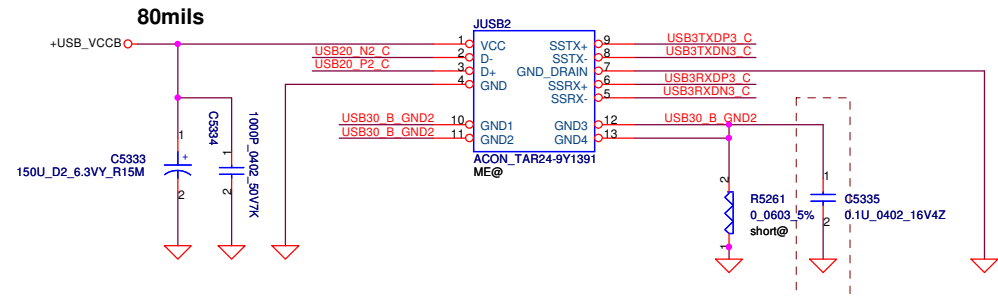 80mils
+USB_VCCB
JUSB2
1 VCC SSTX+ 9 USB3TXDP3_C
USB20_N2_C 2 D- SSTX- 8 USB3TXDN3_C
USB20_P2_C 3 D+ GND_DRAIN 7
4 GND SSRX+ 6 USB3RXDP3_C
SSRX- 5 USB3RXDN3_C
USB30_B_GND2 10 GND1 GND3 12 USB30_B_GND2
USB30_B_GND2 11 GND2 GND4 13
ACON_TAR24-9Y1391
ME@
1
+
C5333
150U_D2_6.3VY_R15M
2
1
C5334
1000P_0402_50V7K
2
2
R5261
0_0603_5%
short@
1
1
C5335
0.1U_0402_16V4Z
2